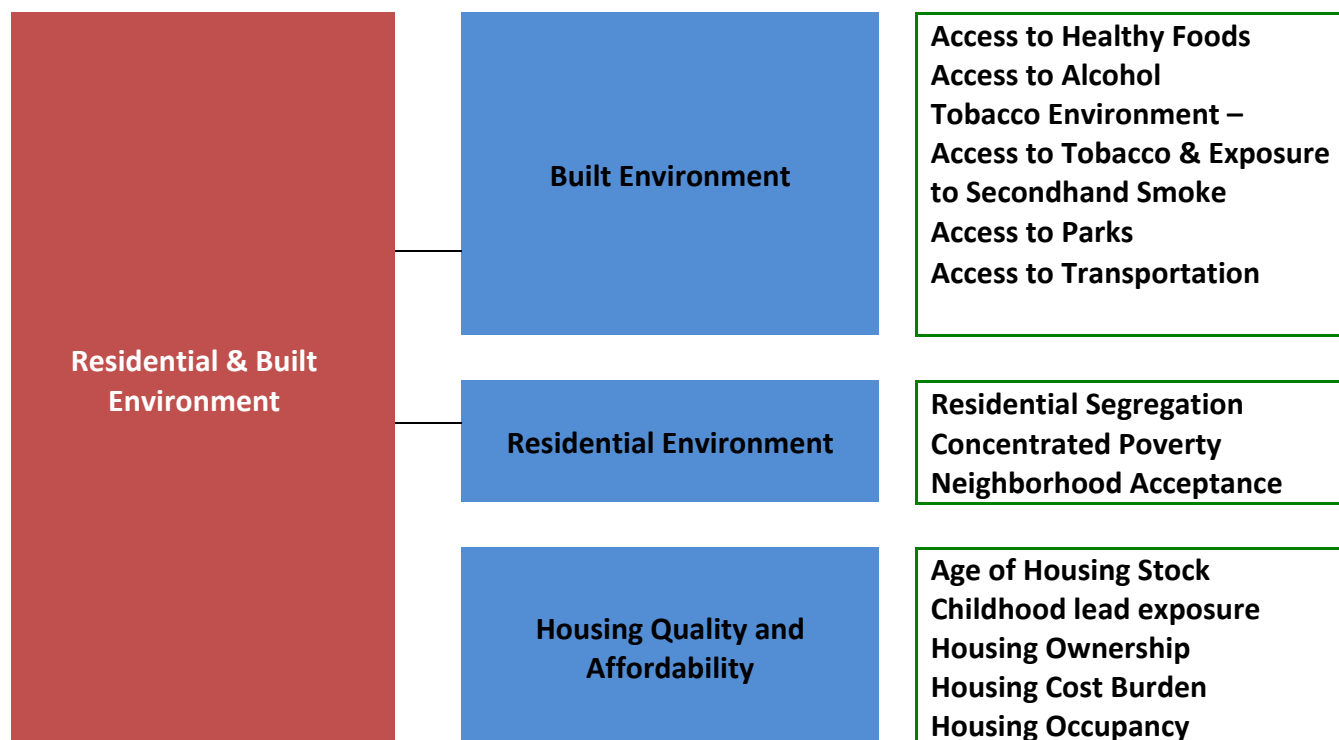 Residential & Built
Environment
Built Environment
Access to Healthy Foods
Access to Alcohol
Tobacco Environment –
Access to Tobacco & Exposure
to Secondhand Smoke
Access to Parks
Access to Transportation
Residential Environment
Residential Segregation
Concentrated Poverty
Neighborhood Acceptance
Housing Quality and
Affordability
Age of Housing Stock
Childhood lead exposure
Housing Ownership
Housing Cost Burden
Housing Occupancy